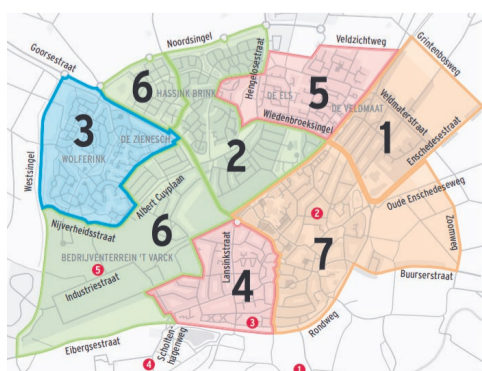 Noordsingel
Goorsestraat
Hengelosestraat
Veldzichtweg
Grintenbosweg
6
HASSINK BRINK
DE ELS
5
DE VELDMAAT
Veldmaterstraat
3
DE ZIENESCH
WOLFERINK
Wiedenbroeksingel
1
Enschedesestraat
2
Westsingel
Albert Cuyplaan
Oude Enschedeseweg
2
Nijverheidsstraat
6
Zoomweg
BEDRIJVENTERREIN 'T VARCK
Lansinkstraat
7
5
Industriestraat
4
Buurserstraat
3
Rondweg
Eibergsestraat
Scholten-
hagenweg
4
1